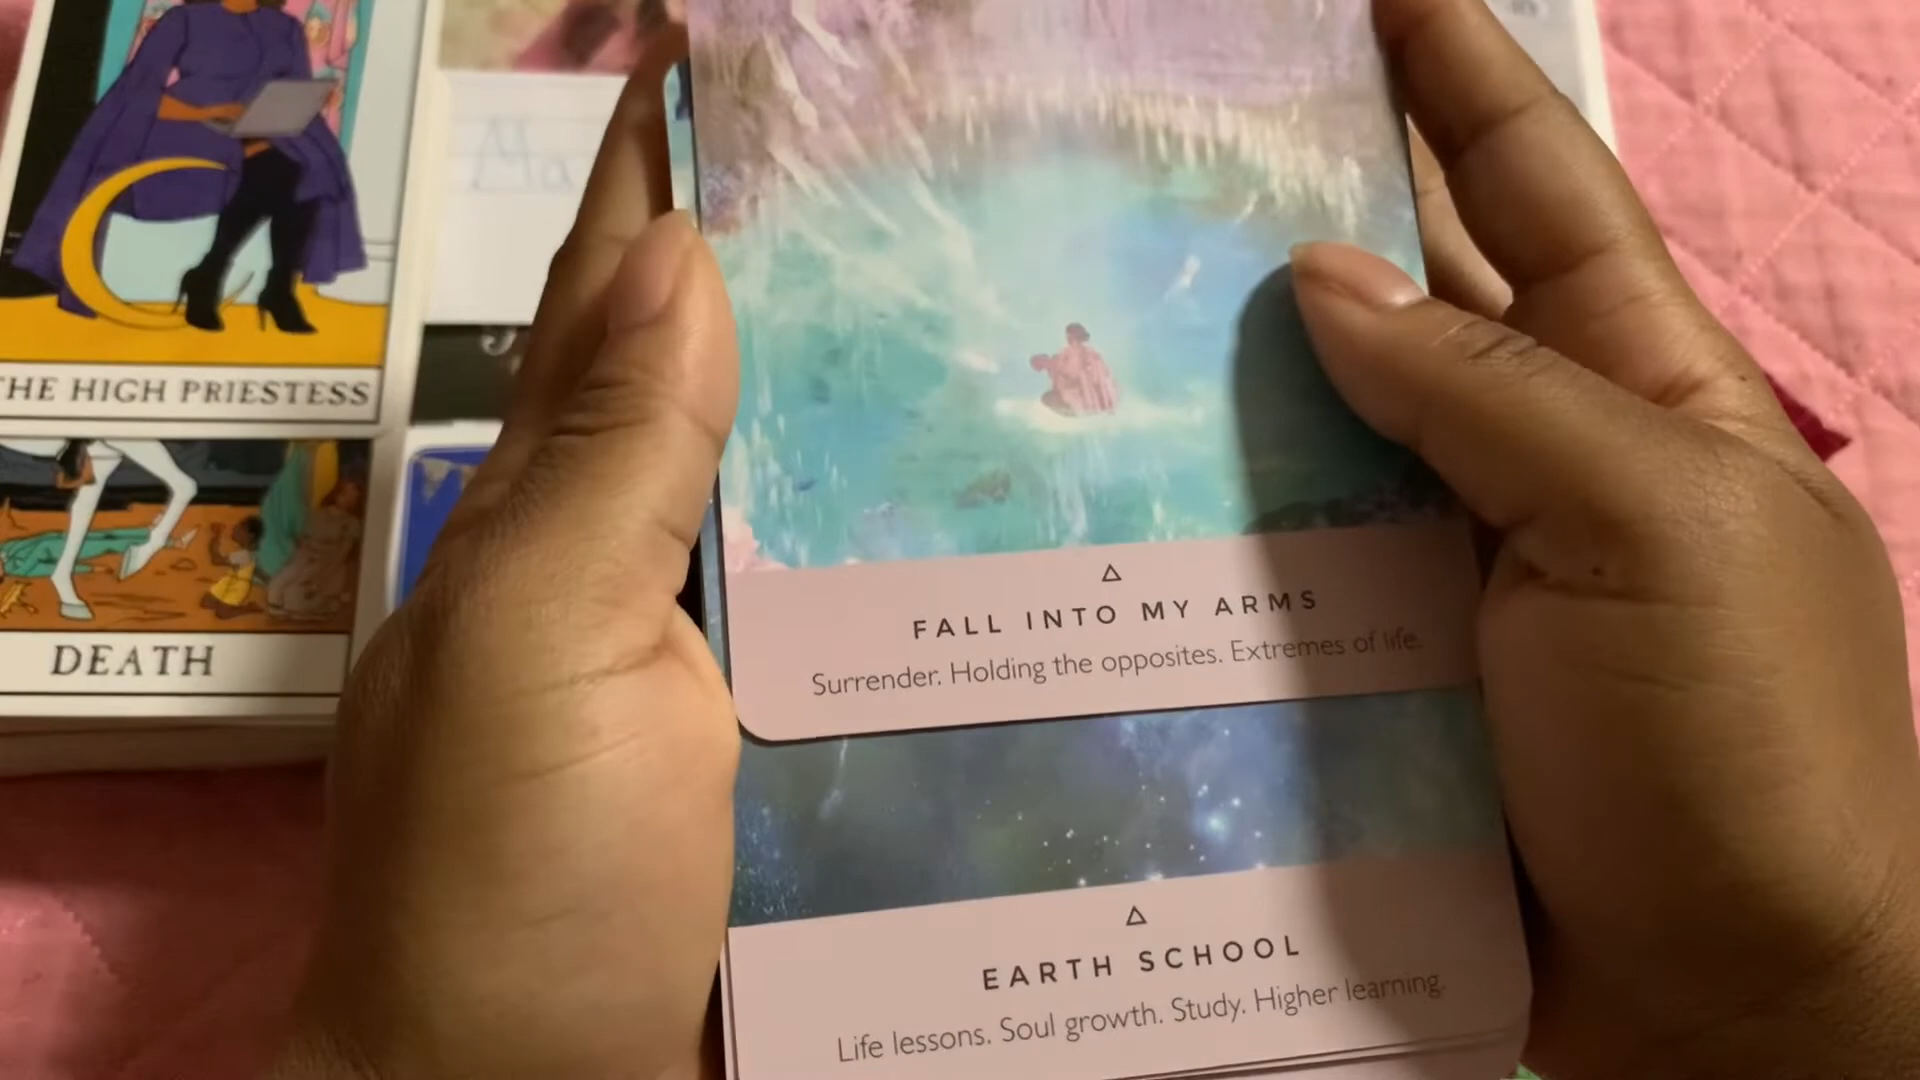 THE HIGH PRIESTESS
DEATH
FALL INTO MY ARMS
Surrender. Holding the opposites. Extremes of life.
EARTH SCHOOL
Life lessons. Soul growth. Study. Higher learning.